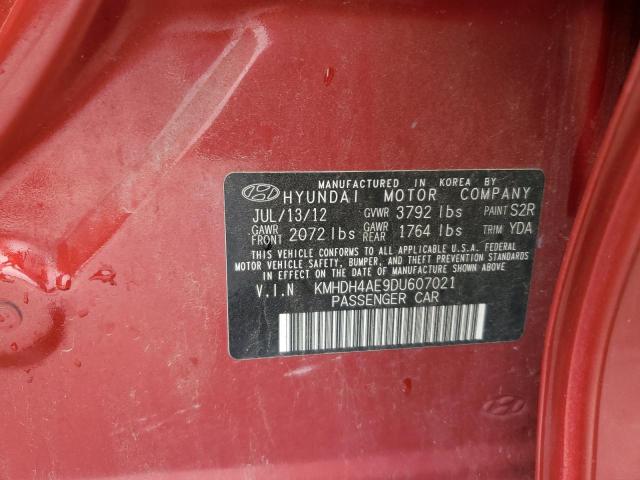 MANUFACTURED IN KOREA BY
HYUNDAI MOTOR COMPANY
JUL/13/12 GVWR 3792 lbs PAINT S2R
GAWR FRONT 2072 lbs GAWR REAR 1764 lbs TRIM YDA
THIS VEHICLE CONFORMS TO ALL APPLICABLE U.S.A. FEDERAL
MOTOR VEHICLE SAFETY, BUMPER, AND THEFT PREVENTION STANDARDS
IN EFFECT ON THE DATE OF MANUFACTURE SHOWN ABOVE.
V.I.N KMHDH4AE9DU607021
PASSENGER CAR